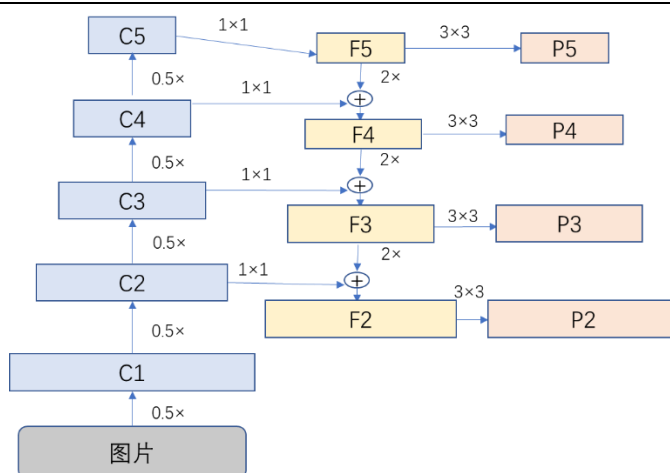 C5 1×1 F5 3×3 P5
0.5× 2×
C4 1×1 + F4 3×3 P4
0.5× 2×
C3 1×1 + F3 3×3 P3
0.5× 2×
C2 1×1 + F2 3×3 P2
0.5×
C1
0.5×
图片